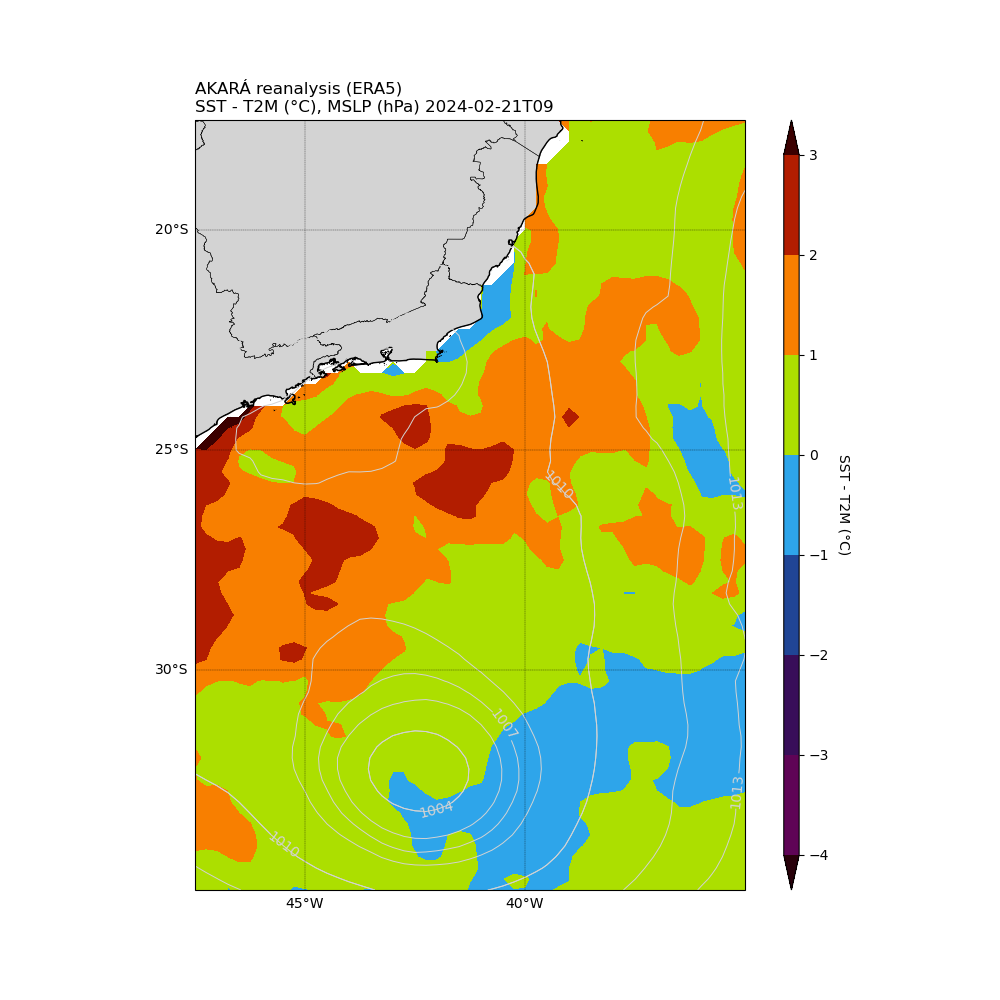 AKARÁ reanalysis (ERA5)
SST - T2M (°C), MSLP (hPa) 2024-02-21T09
3
20°S
2
1
25°S
0
1010
1013
SST - T2M (°C)
−1
−2
30°S
1007
−3
1013
1004
1010
−4
45°W
40°W